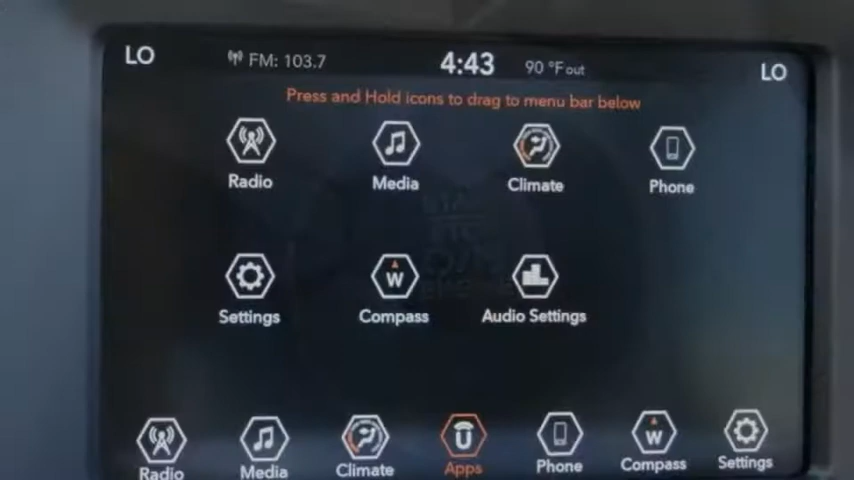 LO FM: 103.7 4:43 90 °F out LO
Press and Hold icons to drag to menu bar below
Radio Media Climate Phone
W
Settings Compass Audio Settings
U W
Radio Media Climate Apps Phone Compass Settings